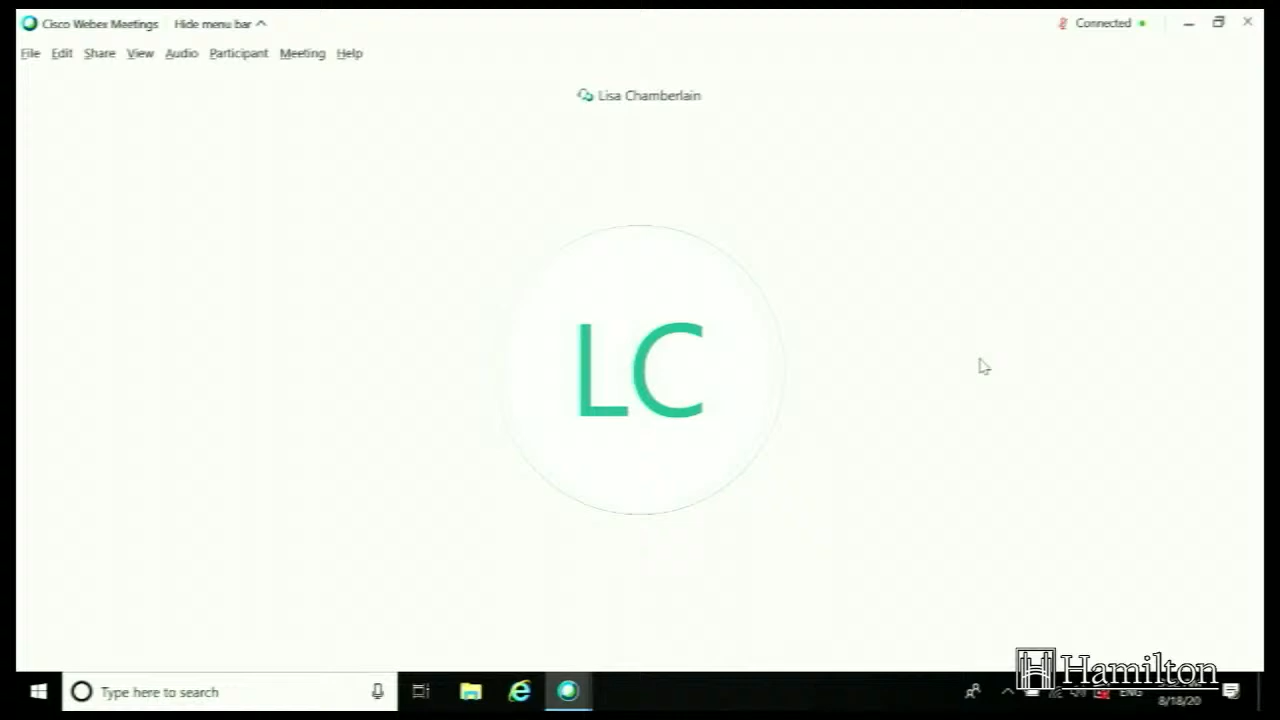 Cisco Webex Meetings Hide menu bar
Connected
File Edit Share View Audio Participant Meeting Help
Lisa Chamberlain
LC
Hamilton
Type here to search
ENG
8/18/20